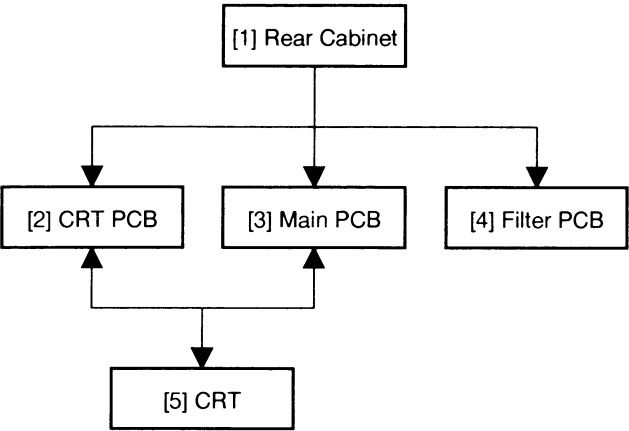 [1] Rear Cabinet
[2] CRT PCB
[3] Main PCB
[4] Filter PCB
[5] CRT